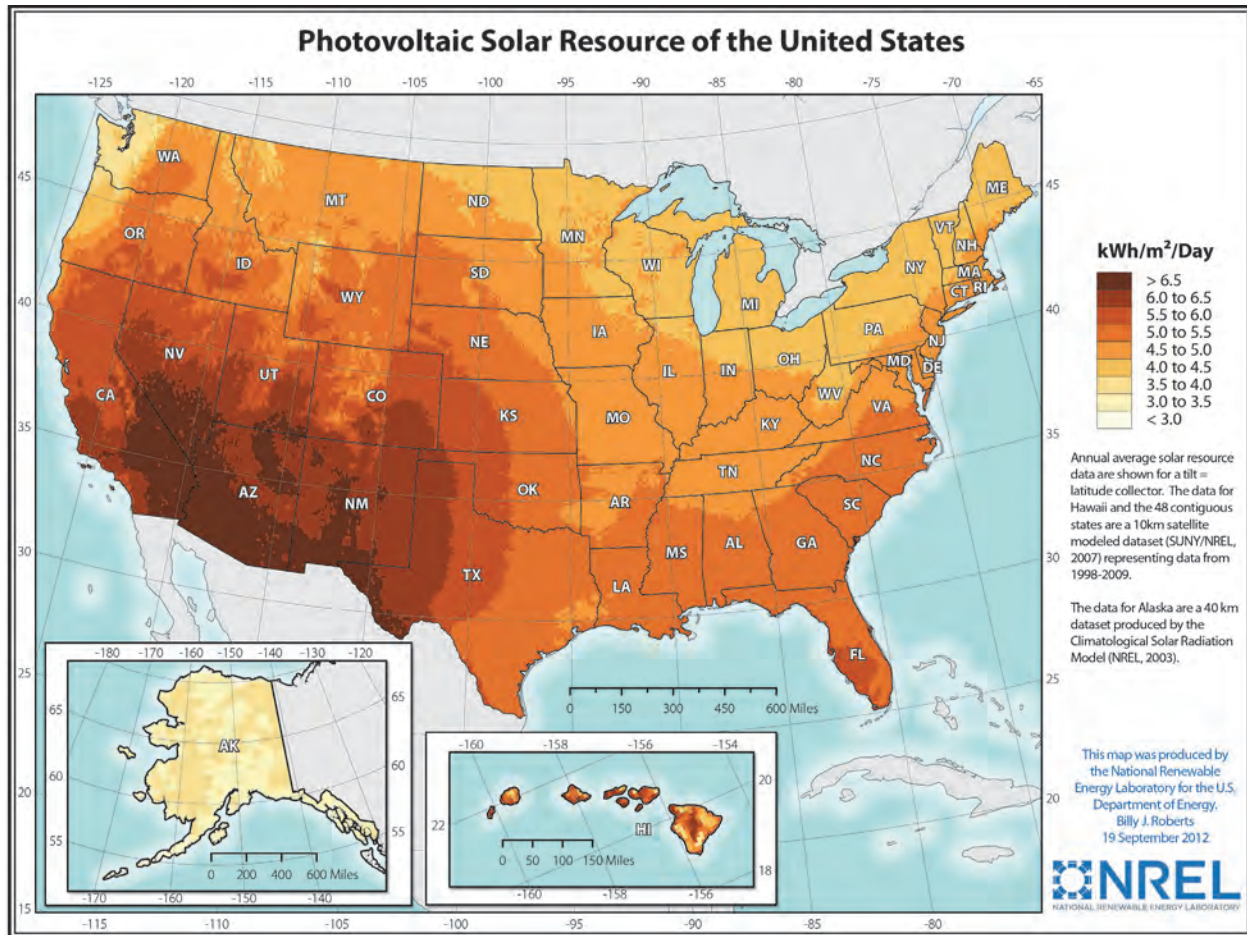 Photovoltaic Solar Resource of the United States
-125 -120 -115 -110 -105 -100 -95 -90 -85 -80 -75 -70 -65
45
40
35
30
25
20
15
45
40
35
30
25
20
-115 -110 -105 -100 -95 -90 -85 -80
WA
MT
ND
MN
ME
VT
NH
OR
ID
SD
WI
NY
MA
RI
CT
WY
MI
IA
PA
NJ
NE
NV
UT
IL
IN
OH
MD
DE
CO
WV
VA
CA
KS
MO
KY
NC
TN
AZ
NM
OK
AR
SC
MS
AL
GA
TX
LA
FL
0 150 300 450 600 Miles
-180 -170 -160 -150 -140 -130 -120
65
60
55
65
60
55
AK
0 200 400 600 Miles
-170 -160 -150 -140
-160 -158 -156 -154
22
20
18
HI
0 50 100 150 Miles
-160 -158 -156
kWh/m²/Day
> 6.5
6.0 to 6.5
5.5 to 6.0
5.0 to 5.5
4.5 to 5.0
4.0 to 4.5
3.5 to 4.0
3.0 to 3.5
< 3.0
Annual average solar resource
data are shown for a tilt =
latitude collector. The data for
Hawaii and the 48 contiguous
states are a 10km satellite
modeled dataset (SUNY/NREL,
2007) representing data from
1998-2009.
The data for Alaska are a 40 km
dataset produced by the
Climatological Solar Radiation
Model (NREL, 2003).
This map was produced by
the National Renewable
Energy Laboratory for the U.S.
Department of Energy.
Billy J. Roberts
19 September 2012
NREL
NATIONAL RENEWABLE ENERGY LABORATORY